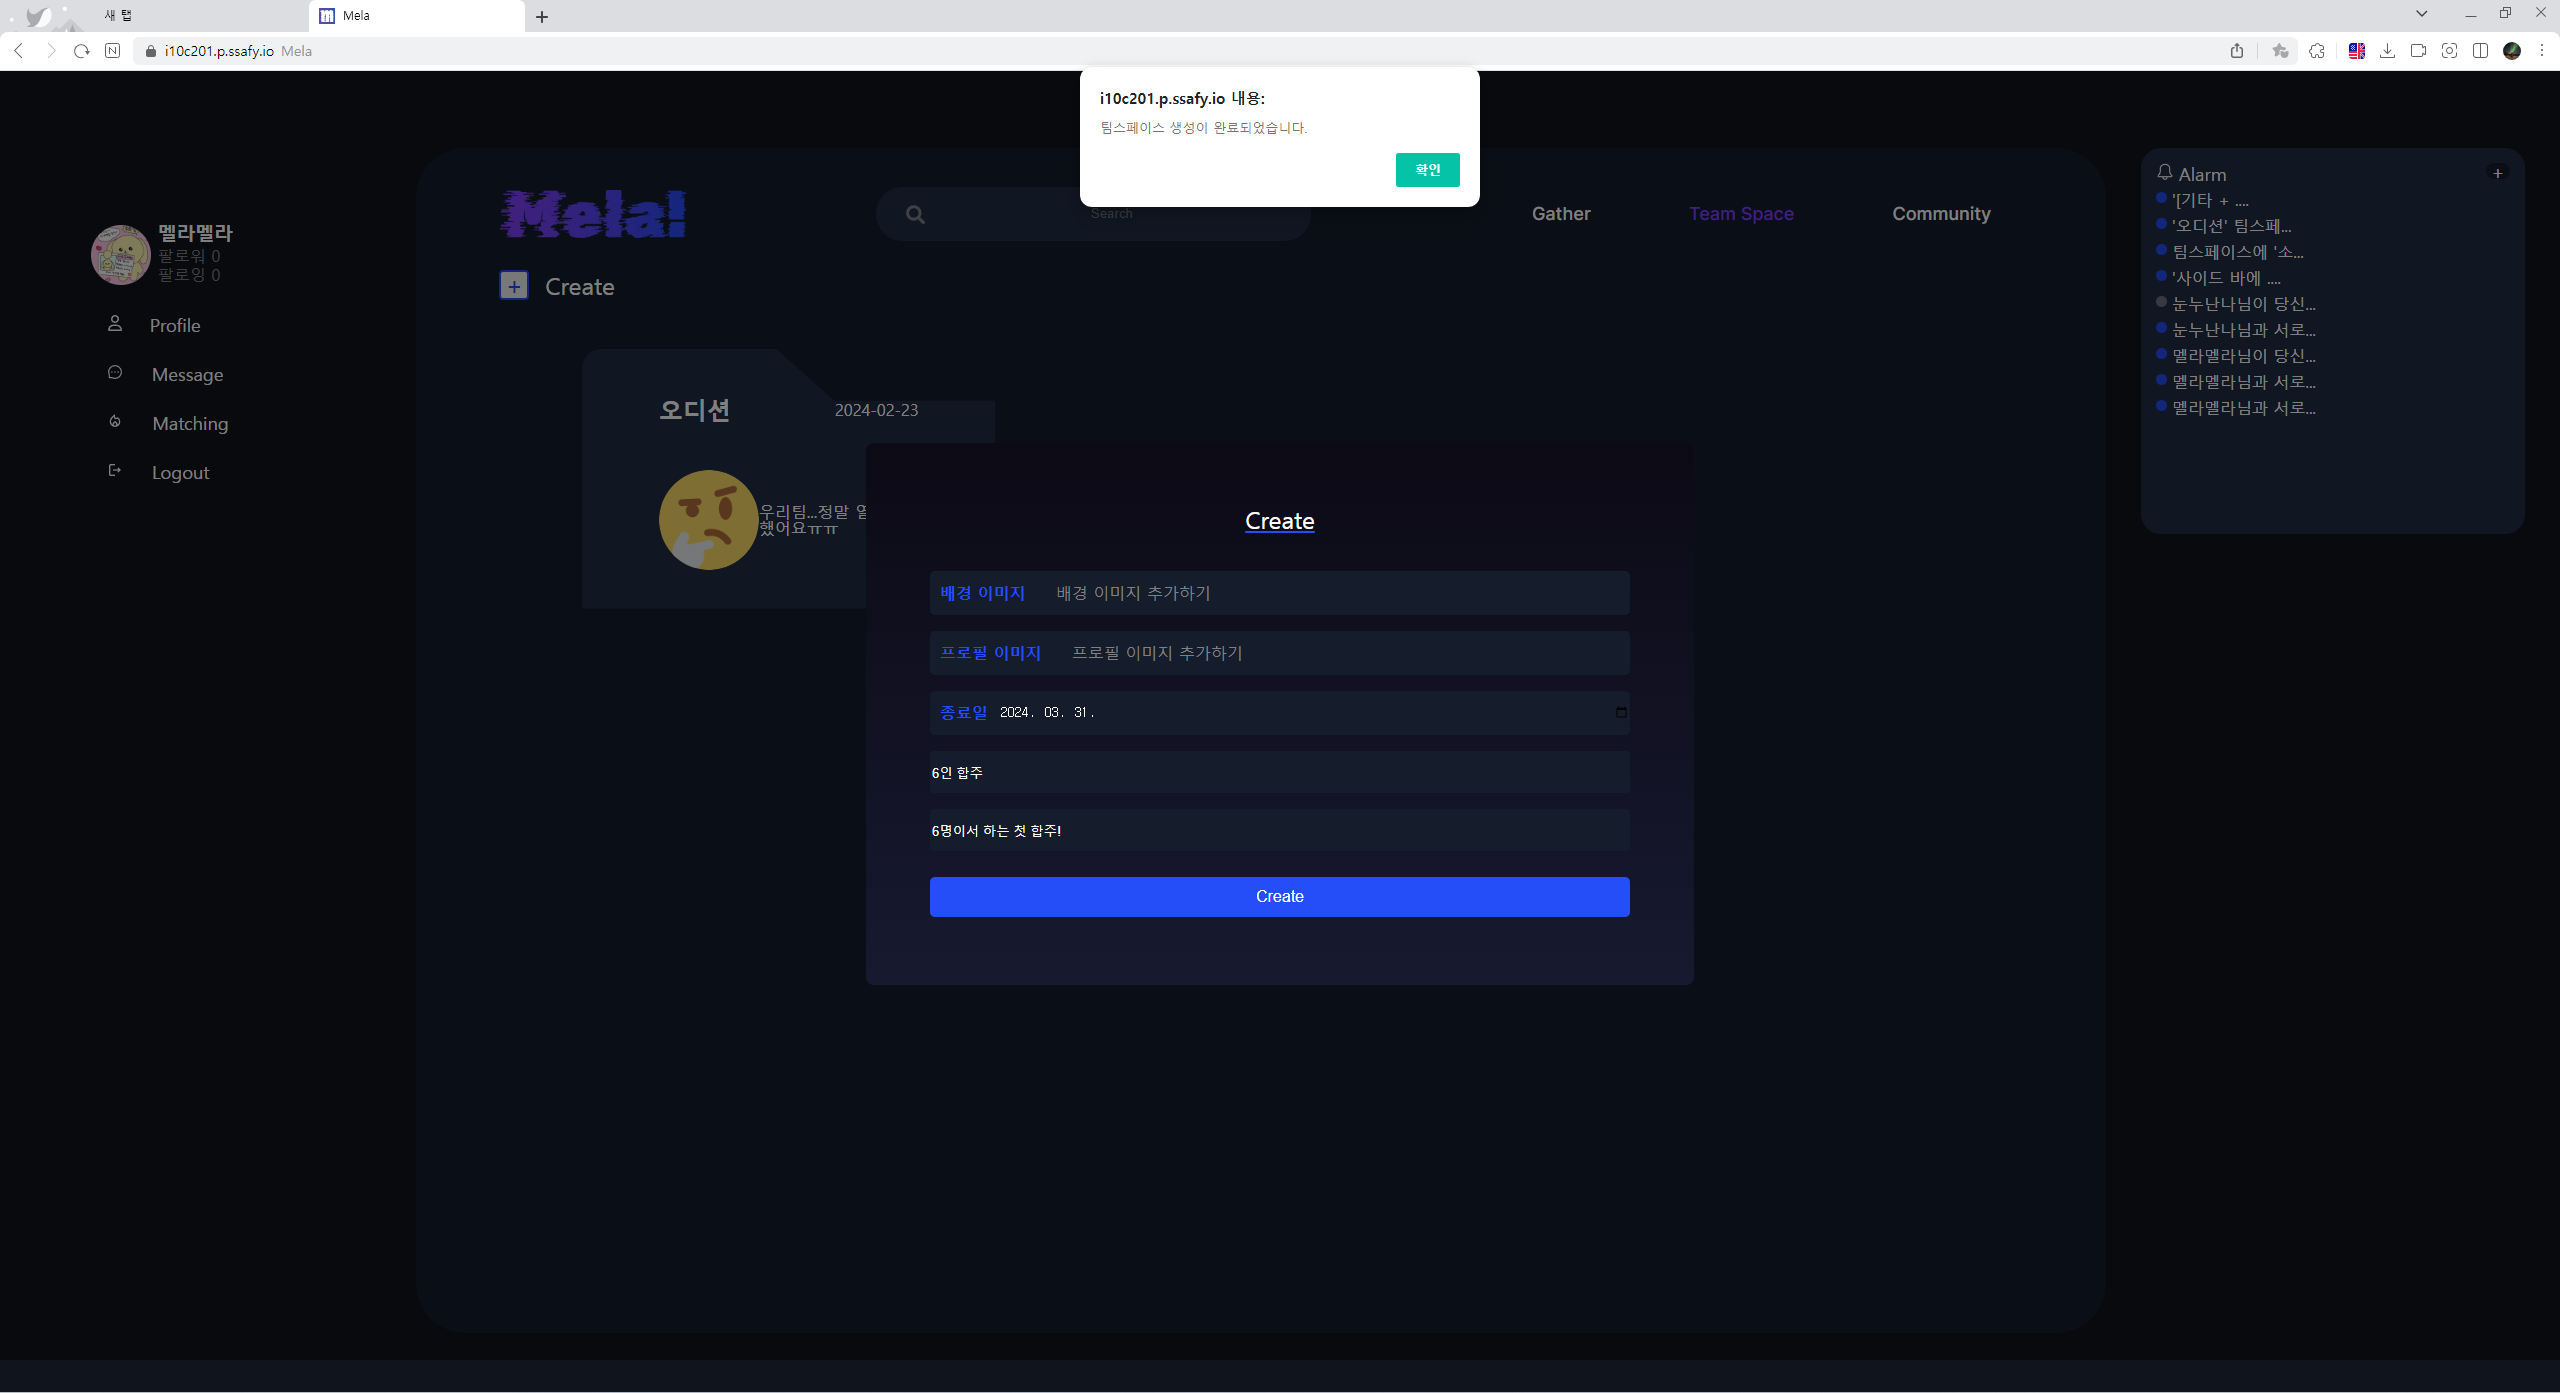 새 탭
Mela
i10c201.p.ssafy.io Mela
i10c201.p.ssafy.io 내용:
팀스페이스 생성이 완료되었습니다.
확인
멜라멜라
팔로워 0
팔로잉 0
Profile
Message
Matching
Logout
Mela!
Search
Gather
Team Space
Community
Create
오디션
2024-02-23
우리팀...정말 열
했어요ㅠㅠ
Create
배경 이미지 배경 이미지 추가하기
프로필 이미지 프로필 이미지 추가하기
종료일 2024. 03. 31.
6인 합주
6명이서 하는 첫 합주!
Create
Alarm
+
'[기타 + ....
'오디션' 팀스페...
팀스페이스에 '소...
'사이드 바에 ....
눈누난나님이 당신...
눈누난나님과 서로...
멜라멜라님이 당신...
멜라멜라님과 서로...
멜라멜라님과 서로...